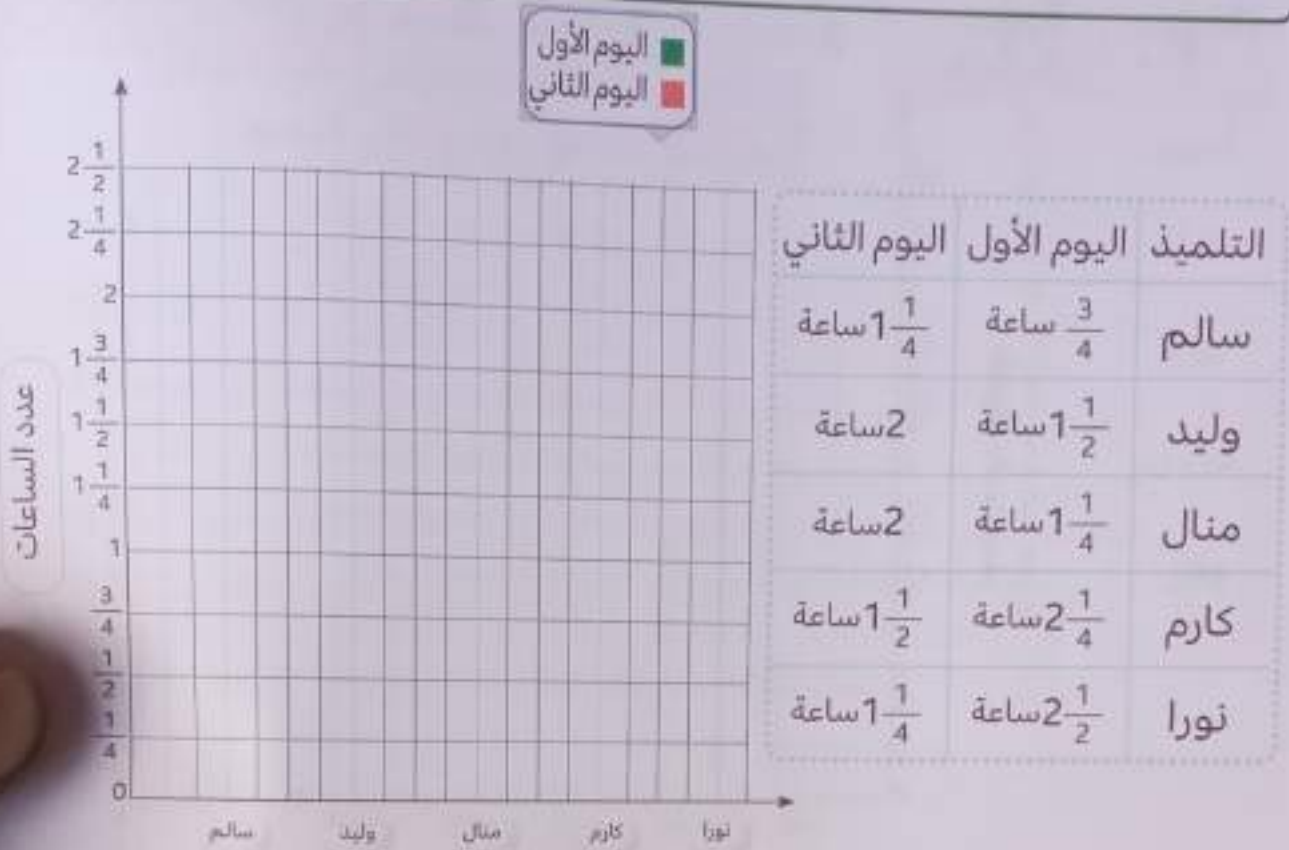 اليوم الأول
اليوم الثاني
عدد الساعات
2 1/2
2 1/4
2
1 3/4
1 1/2
1 1/4
1
3/4
1/2
1/4
0
سالم وليد منال كارم نورا
التلميذ اليوم الأول اليوم الثاني
سالم 3/4 ساعة 1 1/4 ساعة
وليد 1 1/2 ساعة 2 ساعة
منال 1 1/4 ساعة 2 ساعة
كارم 2 1/4 ساعة 1 1/2 ساعة
نورا 2 1/2 ساعة 1 1/4 ساعة